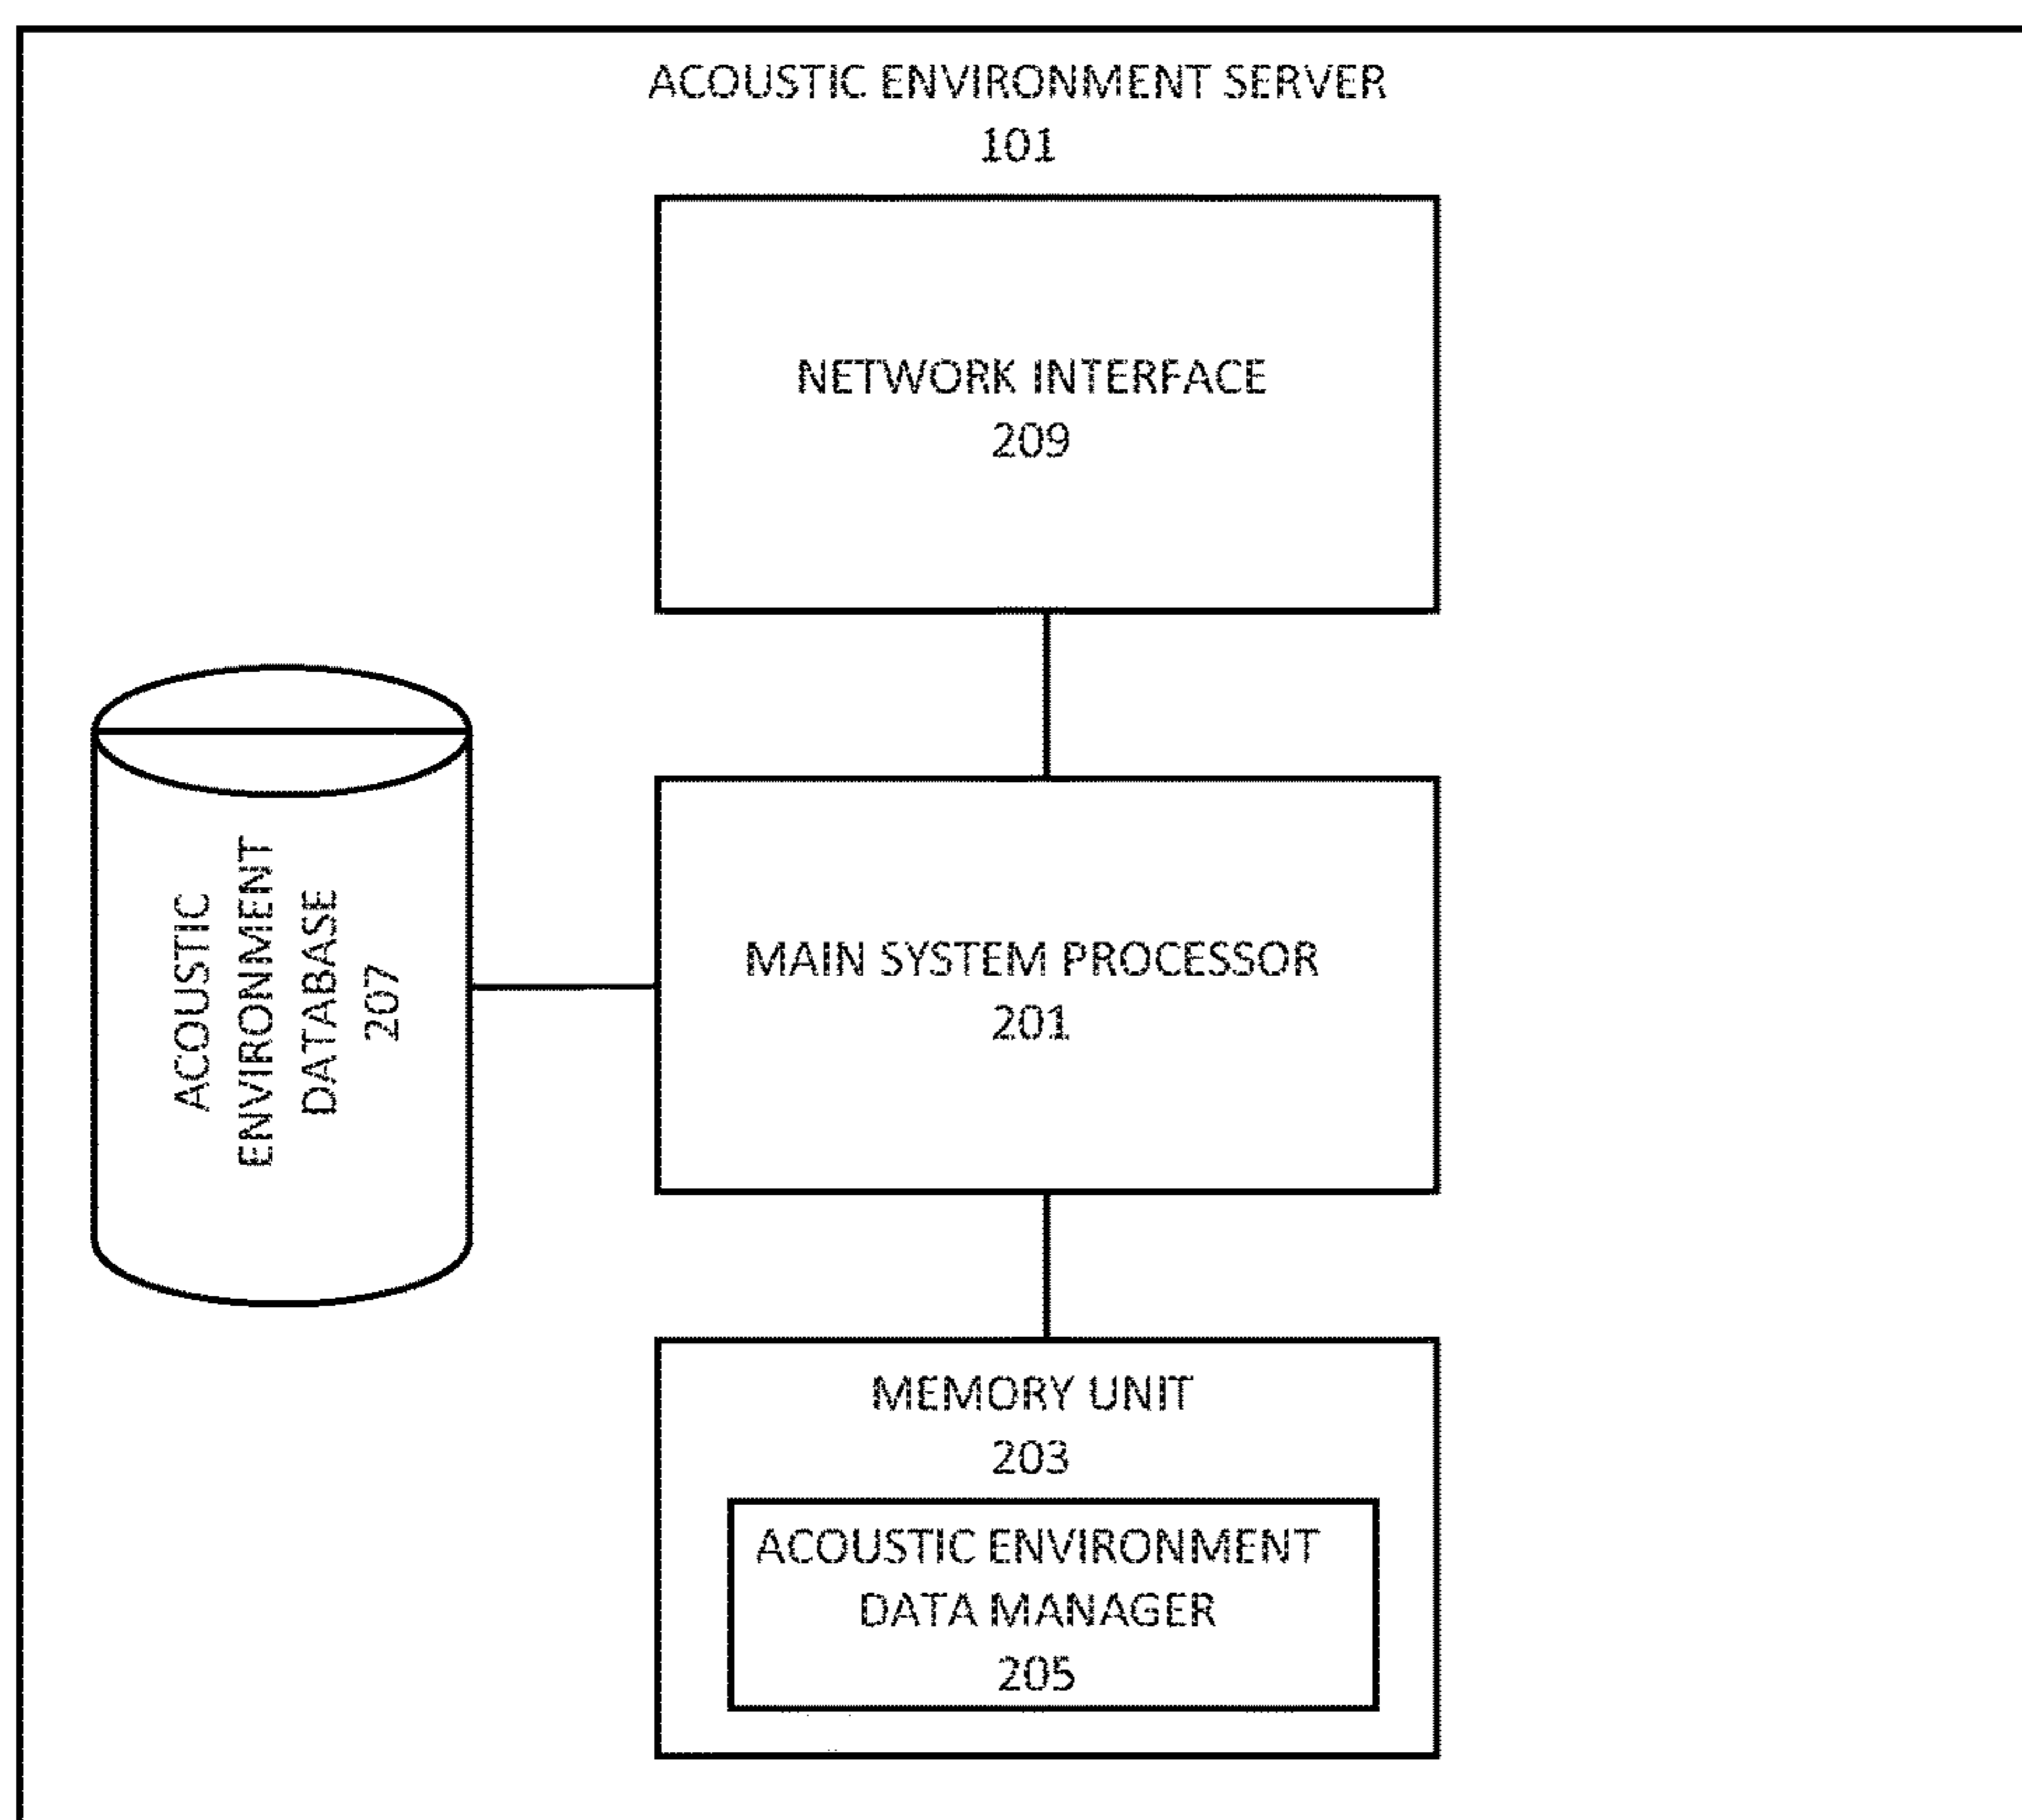 ACOUSTIC ENVIRONMENT SERVER
101
NETWORK INTERFACE
209
ACOUSTIC
ENVIRONMENT
DATABASE
207
MAIN SYSTEM PROCESSOR
201
MEMORY UNIT
203
ACOUSTIC ENVIRONMENT
DATA MANAGER
205